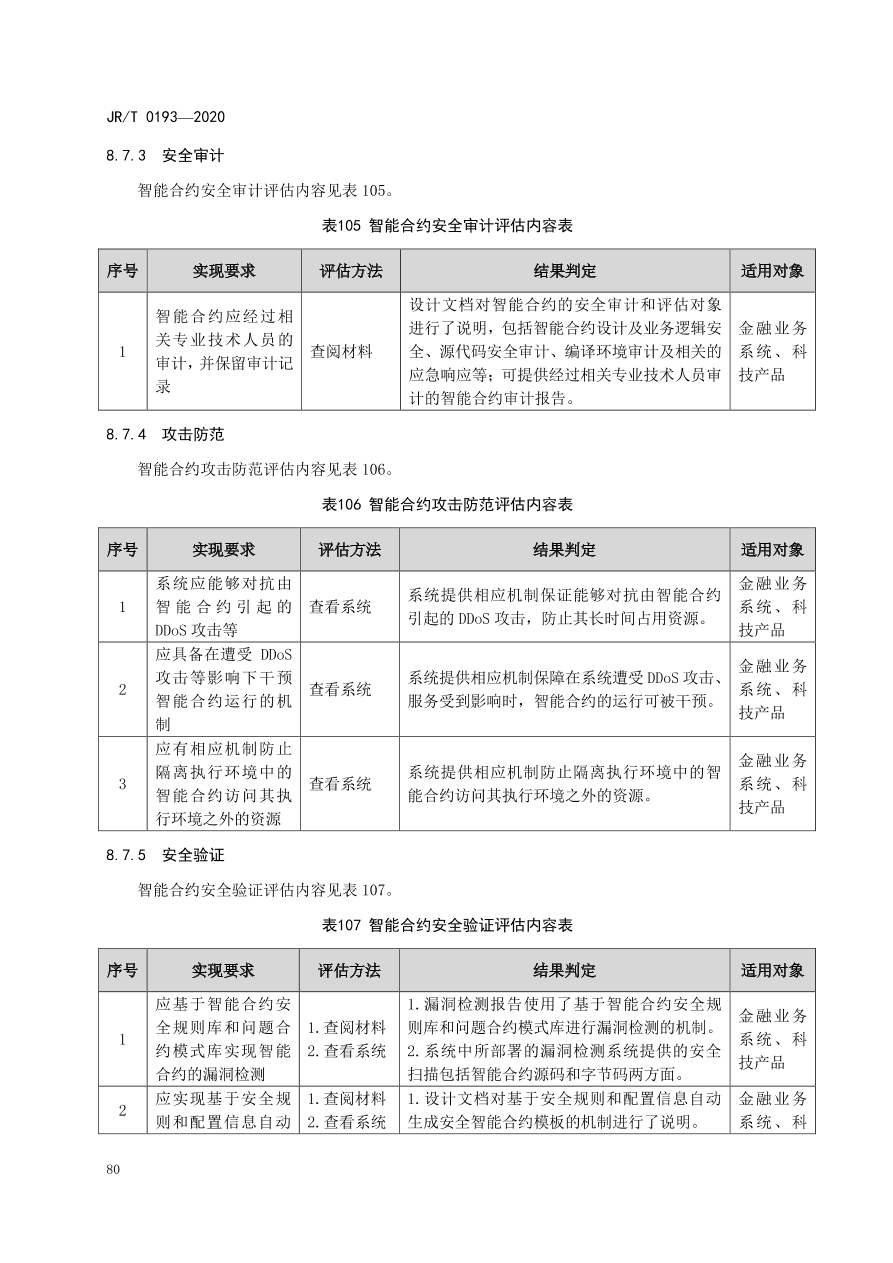 JR/T 0193—2020
8.7.3 安全审计
智能合约安全审计评估内容见表 105。
表105 智能合约安全审计评估内容表
序号 实现要求 评估方法 结果判定 适用对象
1
智能合约应经过相
关专业技术人员的
审计，并保留审计记
录
查阅材料
设计文档对智能合约的安全审计和评估对象
进行了说明，包括智能合约设计及业务逻辑安
全、源代码安全审计、编译环境审计及相关的
应急响应等；可提供经过相关专业技术人员审
计的智能合约审计报告。
金融业务
系统、科
技产品
8.7.4 攻击防范
智能合约攻击防范评估内容见表 106。
表106 智能合约攻击防范评估内容表
序号 实现要求 评估方法 结果判定 适用对象
1
系统应能够对抗由
智能合约引起的
DDoS 攻击等
查看系统
系统提供相应机制保证能够对抗由智能合约
引起的 DDoS 攻击，防止其长时间占用资源。
金融业务
系统、科
技产品
2
应具备在遭受 DDoS
攻击等影响下干预
智能合约运行的机
制
查看系统
系统提供相应机制保障在系统遭受 DDoS 攻击、
服务受到影响时，智能合约的运行可被干预。
金融业务
系统、科
技产品
3
应有相应机制防止
隔离执行环境中的
智能合约访问其执
行环境之外的资源
查看系统
系统提供相应机制防止隔离执行环境中的智
能合约访问其执行环境之外的资源。
金融业务
系统、科
技产品
8.7.5 安全验证
智能合约安全验证评估内容见表 107。
表107 智能合约安全验证评估内容表
序号 实现要求 评估方法 结果判定 适用对象
1
应基于智能合约安
全规则库和问题合
约模式库实现智能
合约的漏洞检测
1.查阅材料
2.查看系统
1.漏洞检测报告使用了基于智能合约安全规
则库和问题合约模式库进行漏洞检测的机制。
2.系统中所部署的漏洞检测系统提供的安全
扫描包括智能合约源码和字节码两方面。
金融业务
系统、科
技产品
2
应实现基于安全规
则和配置信息自动
1.查阅材料
2.查看系统
1.设计文档对基于安全规则和配置信息自动
生成安全智能合约模板的机制进行了说明。
金融业务
系统、科
80